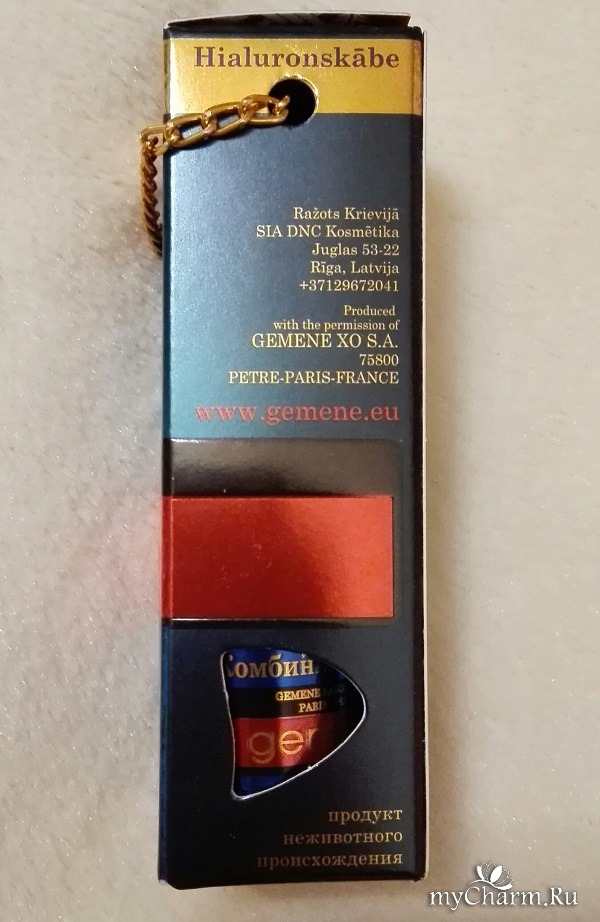 Hialuronskābe
Ražots Krievijā
SIA DNC Kosmētika
Juglas 53-22
Rīga, Latvija
+37129672041
Produced
with the permission of
GEMENE XO S.A.
75800
PETRE-PARIS-FRANCE
www.gemene.eu
GEMENE
продукт
неживотного
происхождения
myCharm.Ru